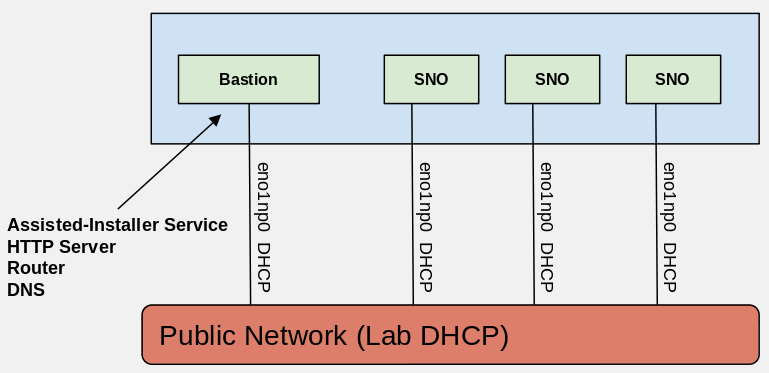 Bastion
SNO
SNO
SNO
eno1np0 DHCP
eno1np0 DHCP
eno1np0 DHCP
eno1np0 DHCP
Assisted-Installer Service
HTTP Server
Router
DNS
Public Network (Lab DHCP)